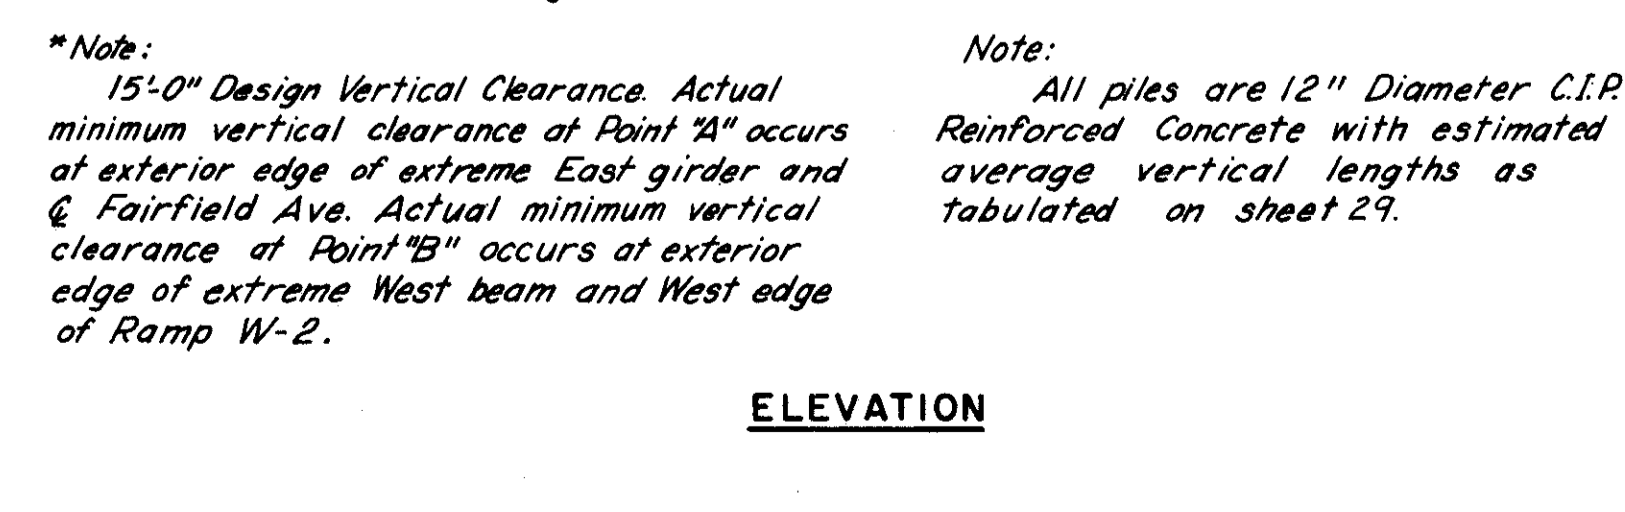 *Note:
15'-0" Design Vertical Clearance. Actual
minimum vertical clearance at Point "A" occurs
at exterior edge of extreme East girder and
℄ Fairfield Ave. Actual minimum vertical
clearance at Point "B" occurs at exterior
edge of extreme West beam and West edge
of Ramp W-2.
Note:
All piles are 12" Diameter C.I.P.
Reinforced Concrete with estimated
average vertical lengths as
tabulated on sheet 29.
ELEVATION